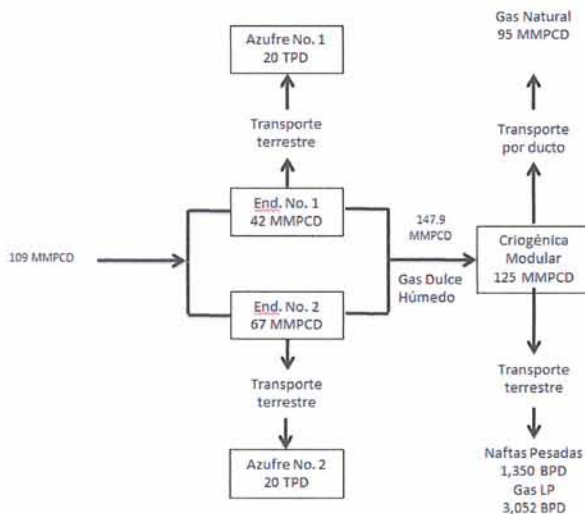 Azufre No. 1
20 TPD
Transporte
terrestre
End. No. 1
42 MMPCD
109 MMPCD
End. No. 2
67 MMPCD
Transporte
terrestre
Azufre No. 2
20 TPD
147.9
MMPCD
Gas Dulce
Húmedo
Gas Natural
95 MMPCD
Transporte
por ducto
Criogénica
Modular
125 MMPCD
Transporte
terrestre
Naftas Pesadas
1,350 BPD
Gas LP
3,052 BPD